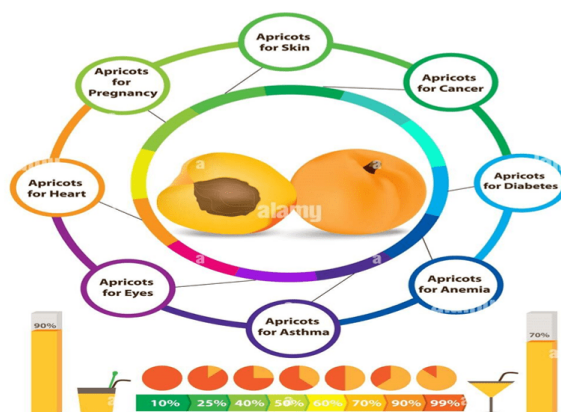 Apricots
for Skin
Apricots
for
Pregnancy
Apricots
for Cancer
Apricots
for Heart
Apricots
for Diabetes
Apricots
for Eyes
Apricots
for Anemia
Apricots
for Asthma
alamy
90%
70%
10% 25% 40% 50% 60% 70% 90% 99%